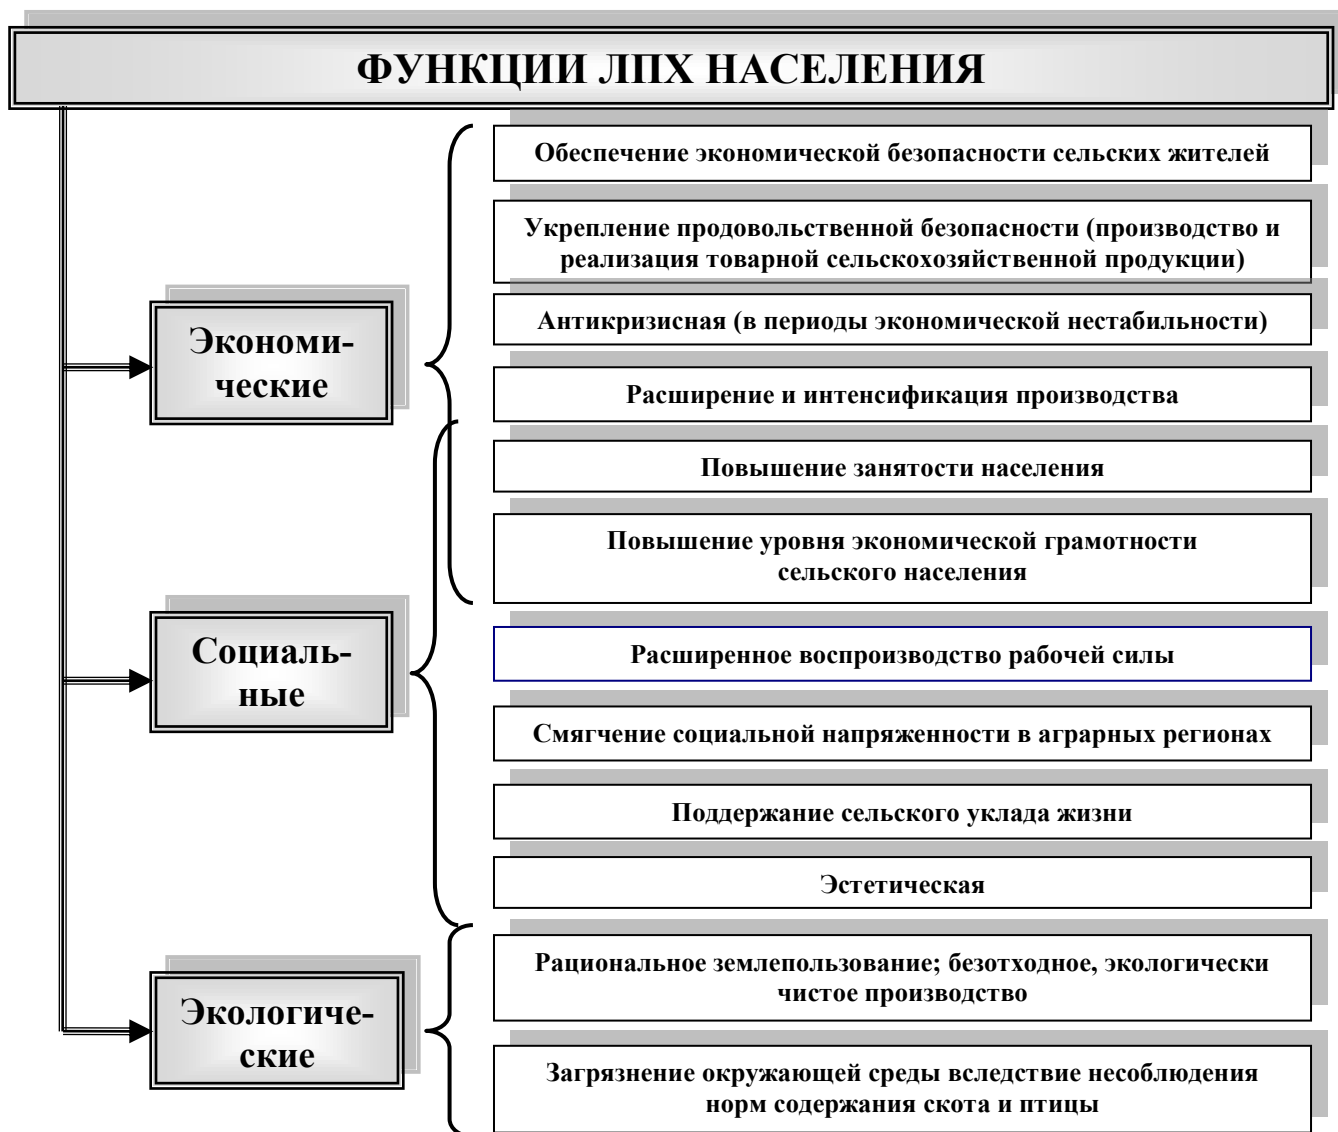 ФУНКЦИИ ЛПХ НАСЕЛЕНИЯ
Экономи-
ческие
Обеспечение экономической безопасности сельских жителей
Укрепление продовольственной безопасности (производство и
реализация товарной сельскохозяйственной продукции)
Антикризисная (в периоды экономической нестабильности)
Расширение и интенсификация производства
Повышение занятости населения
Повышение уровня экономической грамотности
сельского населения
Социаль-
ные
Расширенное воспроизводство рабочей силы
Смягчение социальной напряженности в аграрных регионах
Поддержание сельского уклада жизни
Эстетическая
Экологиче-
ские
Рациональное землепользование; безотходное, экологически
чистое производство
Загрязнение окружающей среды вследствие несоблюдения
норм содержания скота и птицы